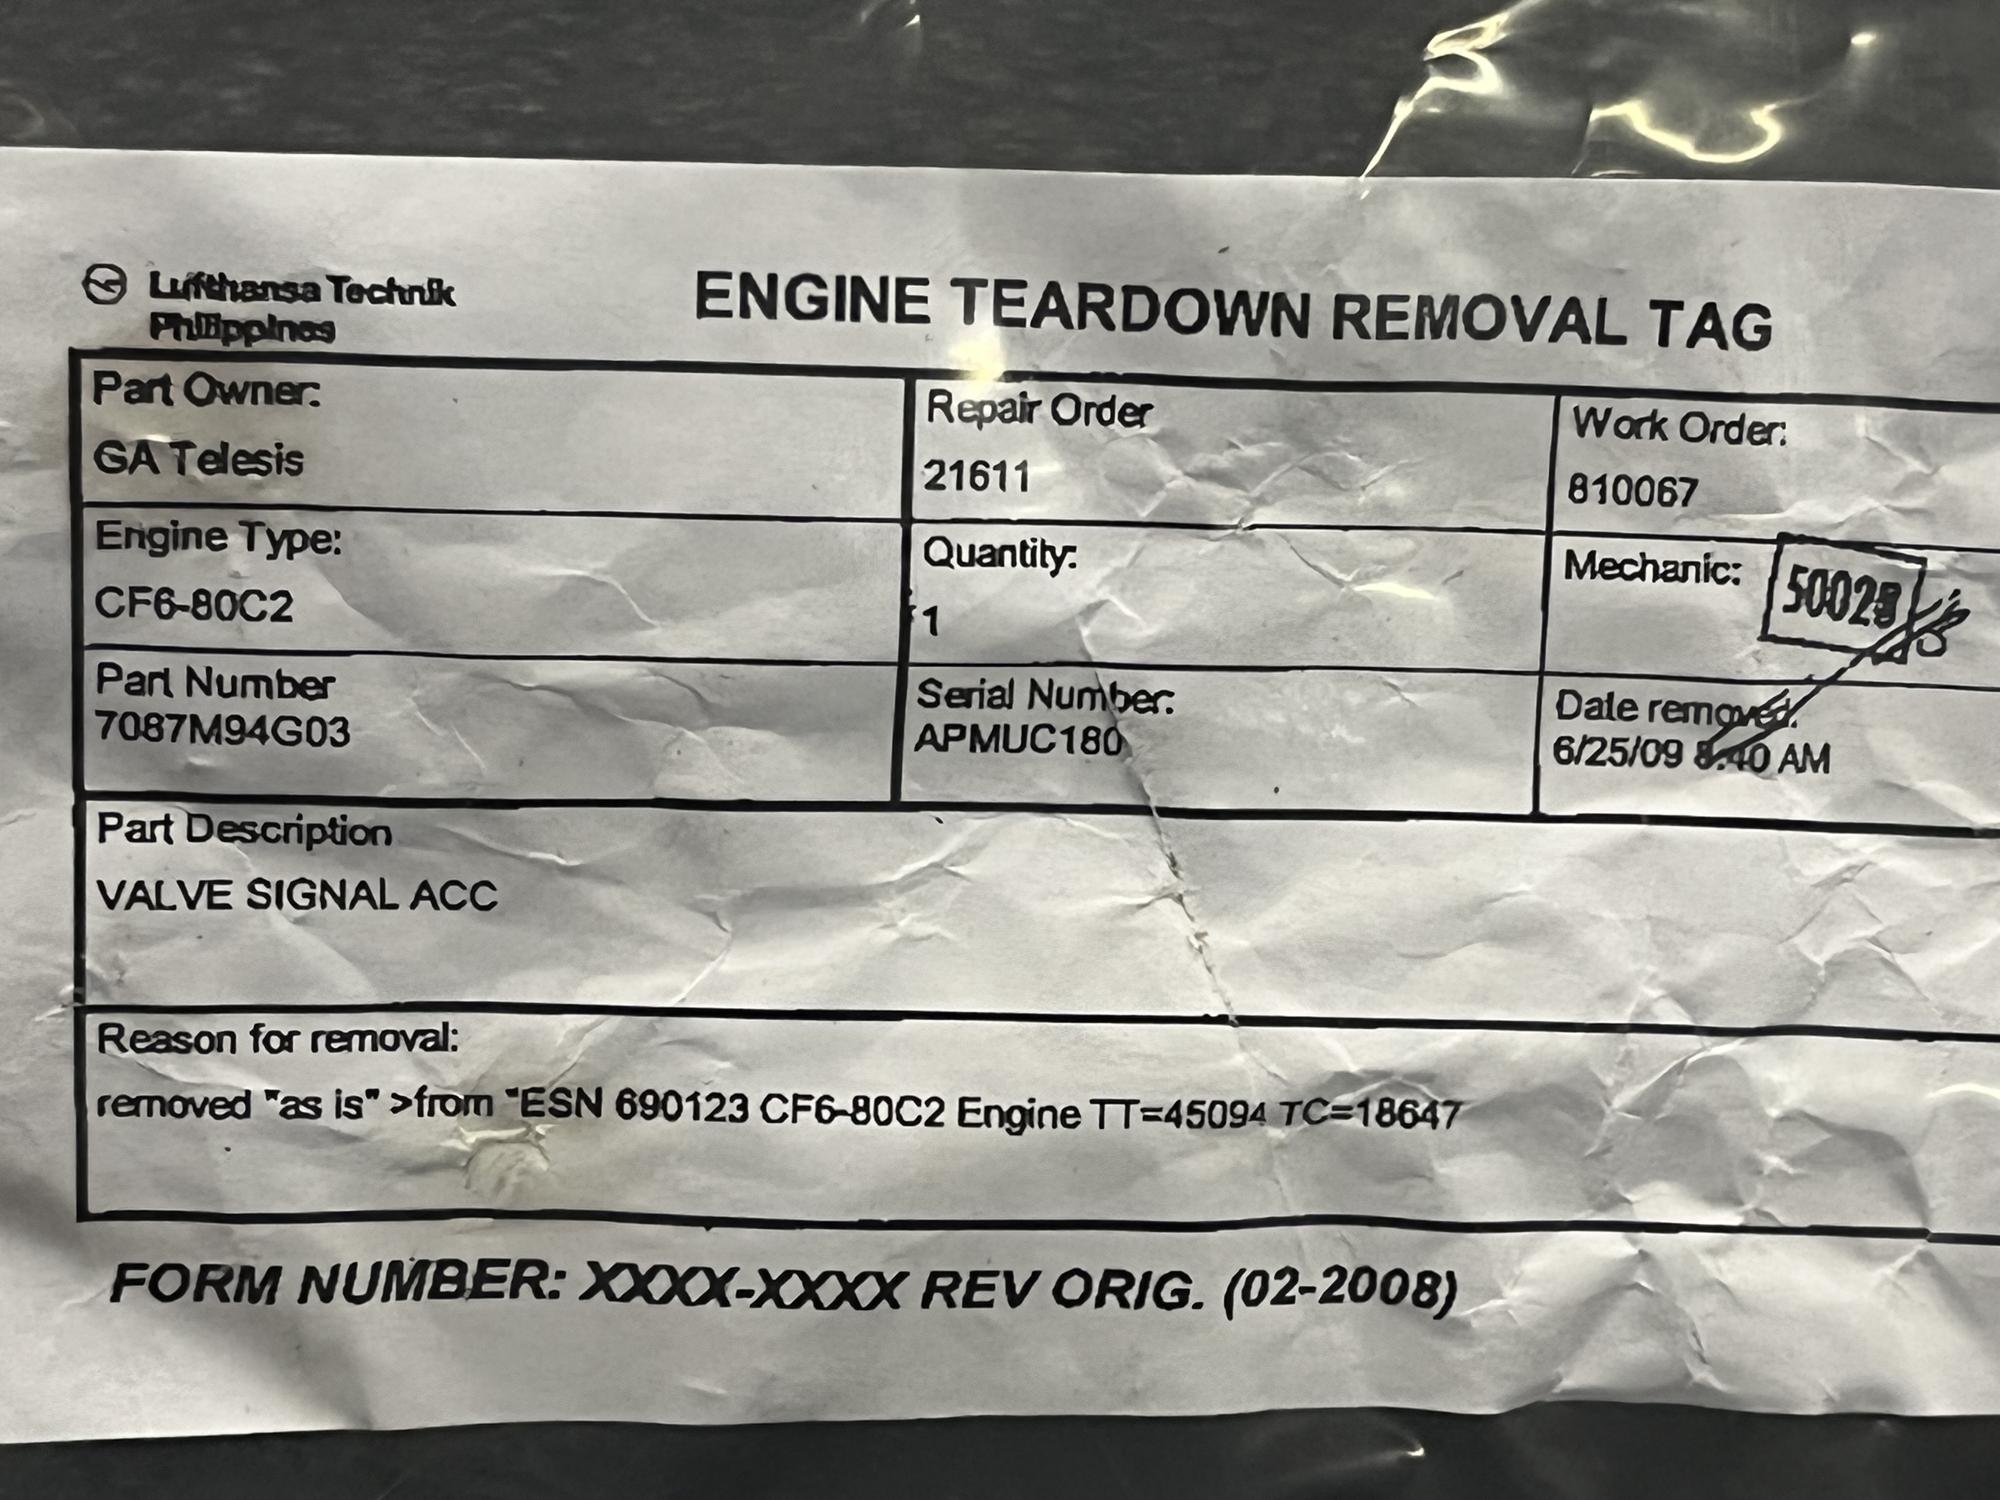 Lufthansa Technik
Philippines
ENGINE TEARDOWN REMOVAL TAG
Part Owner:
GA Telesis
Repair Order
21611
Work Order:
810067
Engine Type:
CF6-80C2
Quantity:
1
Mechanic:
Part Number
7087M94G03
Serial Number:
APMUC180
Date removed:
6/25/09 8:40 AM
Part Description
VALVE SIGNAL ACC
Reason for removal:
removed "as is" >from "ESN 690123 CF6-80C2 Engine TT=45094 TC=18647
FORM NUMBER: XXXX-XXXX REV ORIG. (02-2008)